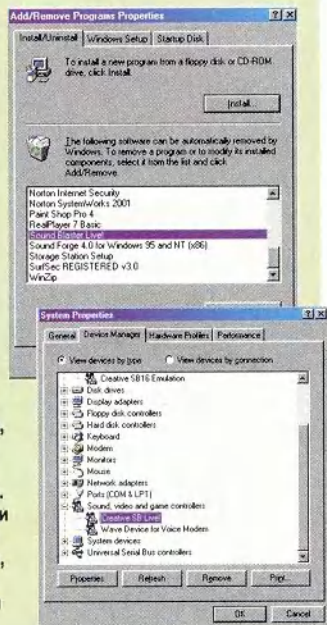 Add/Remove Programs Properties
Install/Uninstall Windows Setup Startup Disk
To install a new program from a floppy disk or CD-ROM
drive, click Install.
Install...
The following software can be automatically removed by
Windows. To remove a program or to modify its installed
components, select it from the list and click
Add/Remove.
Norton Internet Security
Norton SystemWorks 2001
Paint Shop Pro 4
RealPlayer 7 Basic
Sound Blaster Live!
Sound Forge 4.0 for Windows 95 and NT (x86)
Storage Station Setup
SurfSec REGISTERED v3.0
WinZip
System Properties
General Device Manager Hardware Profiles Performance
View devices by type View devices by connection
Creative SB16 Emulation
Disk drives
Display adapters
Floppy disk controllers
Hard disk controllers
Keyboard
Modem
Monitors
Mouse
Network adapters
Ports (COM & LPT)
Sound, video and game controllers
Creative SB Live!
Wave Device for Voice Modem
System devices
Universal Serial Bus controllers
Properties Refresh Remove Print...
OK Cancel